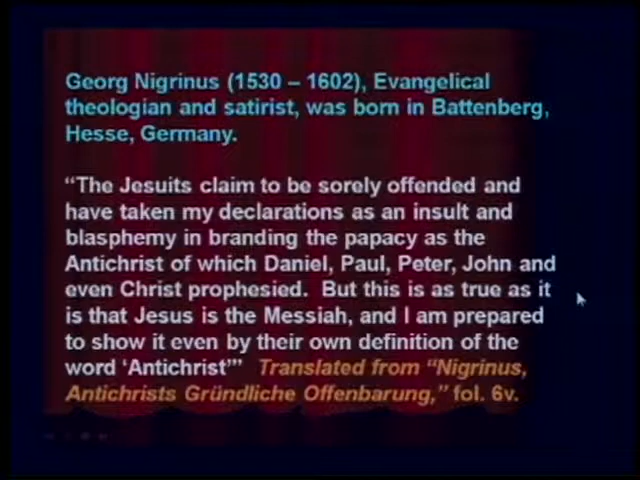 Georg Nigrinus (1530 – 1602), Evangelical
theologian and satirist, was born in Battenberg,
Hesse, Germany.
“The Jesuits claim to be sorely offended and
have taken my declarations as an insult and
blasphemy in branding the papacy as the
Antichrist of which Daniel, Paul, Peter, John and
even Christ prophesied.  But this is as true as it
is that Jesus is the Messiah, and I am prepared
to show it even by their own definition of the
word ‘Antichrist’”  Translated from “Nigrinus,
Antichrists Gründliche Offenbarung,” fol. 6v.